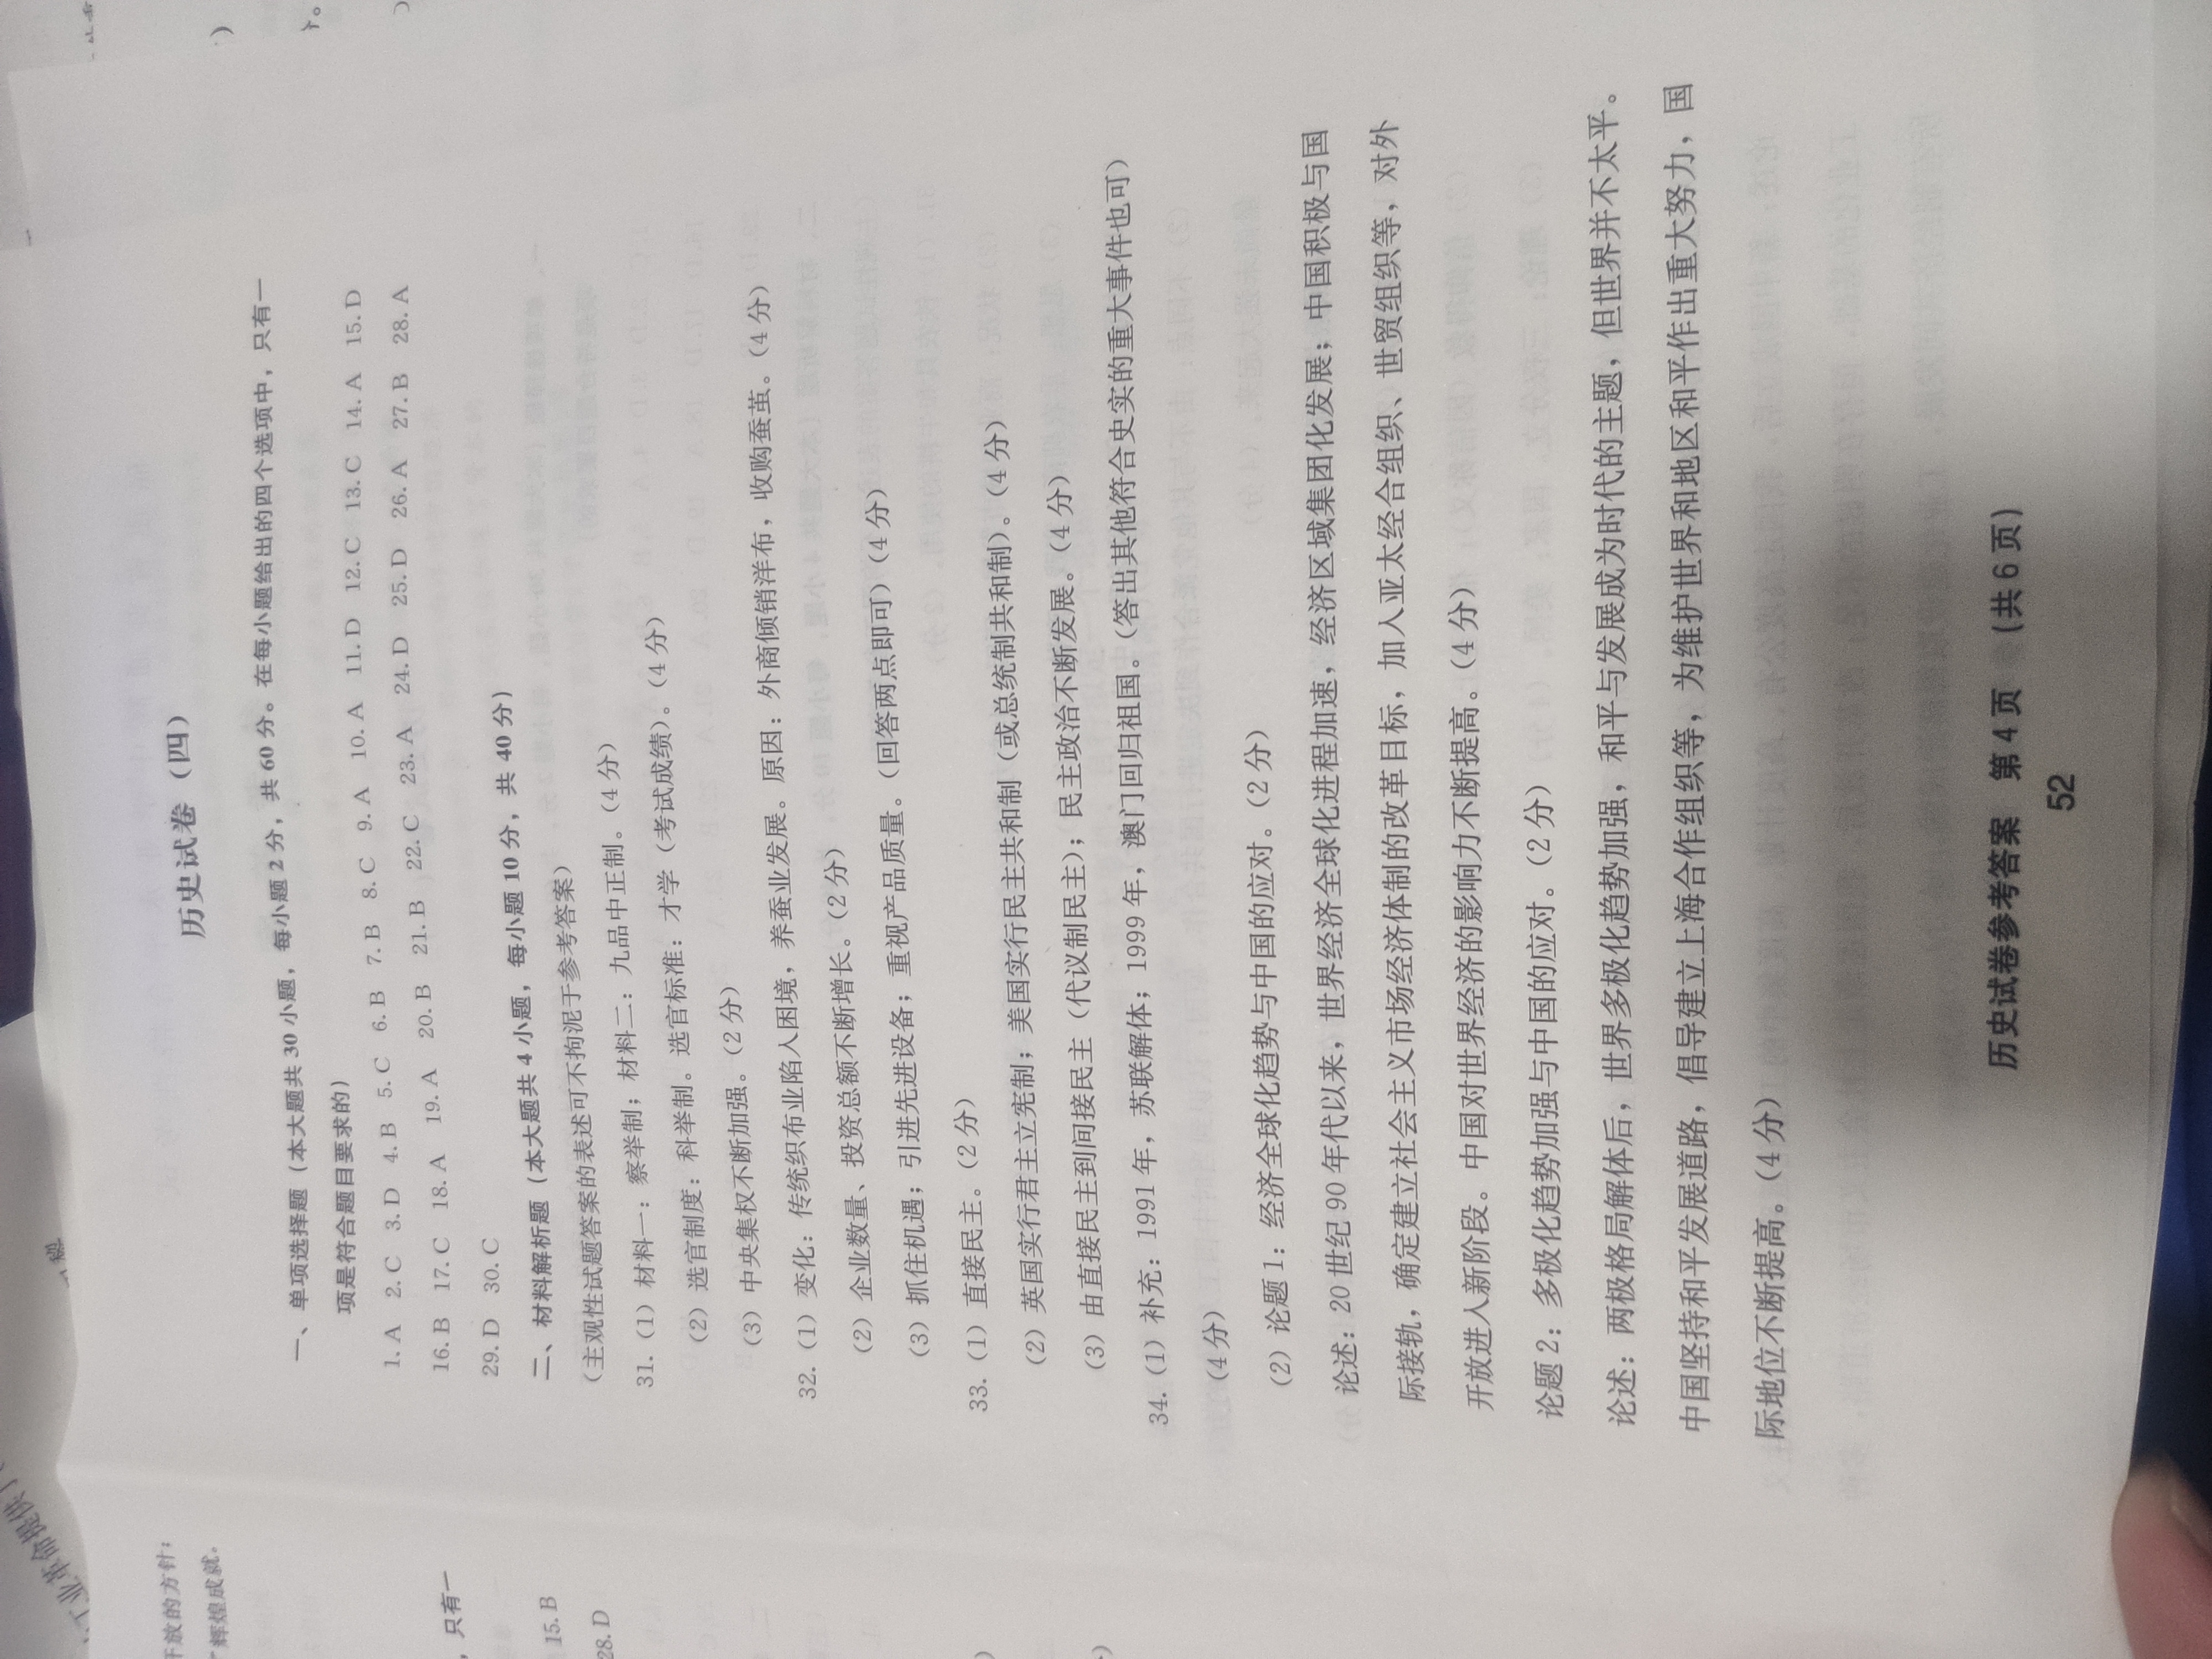 历史试卷（四）
一、单项选择题（本大题共 30 小题，每小题 2 分，共 60 分。在每小题给出的四个选项中，只有一
项是符合题目要求的）
1. A 2. C 3. D 4. B 5. C 6. B 7. B 8. C 9. A 10. A 11. D 12. C 13. C 14. A 15. D
16. B 17. C 18. A 19. A 20. B 21. B 22. C 23. A 24. D 25. D 26. A 27. B 28. A
29. D 30. C
二、材料解析题（本大题共 4 小题，每小题 10 分，共 40 分）
（主观性试题答案的表述可不拘泥于参考答案）
31.（1）材料一：察举制；材料二：九品中正制。（4 分）
（2）选官制度：科举制。选官标准：才学（考试成绩）。（4 分）
（3）中央集权不断加强。（2 分）
32.（1）变化：传统织布业陷入困境，养蚕业发展。原因：外商倾销洋布，收购蚕茧。（4 分）
（2）企业数量、投资总额不断增长。（2 分）
（3）抓住机遇；引进先进设备；重视产品质量。（回答两点即可）（4 分）
33.（1）直接民主。（2 分）
（2）英国实行君主立宪制；美国实行民主共和制（或总统制共和制）。（4 分）
（3）由直接民主到间接民主（代议制民主）；民主政治不断发展。（4 分）
34.（1）补充：1991 年，苏联解体；1999 年，澳门回归祖国。（答出其他符合史实的重大事件也可）
（4 分）
（2）论题 1：经济全球化趋势与中国的应对。（2 分）
论述：20 世纪 90 年代以来，世界经济全球化进程加速，经济区域集团化发展；中国积极与国
际接轨，确定建立社会主义市场经济体制的改革目标，加入亚太经合组织、世贸组织等，对外
开放进入新阶段。中国对世界经济的影响力不断提高。（4 分）
论题 2：多极化趋势加强与中国的应对。（2 分）
论述：两极格局解体后，世界多极化趋势加强，和平与发展成为时代的主题，但世界并不太平。
中国坚持和平发展道路，倡导建立上海合作组织等，为维护世界和地区和平作出重大努力，国
际地位不断提高。（4 分）
历史试卷参考答案 第 4 页（共 6 页）
52
开放的方针；
辉煌成就。
，只有一
15. B
28. D